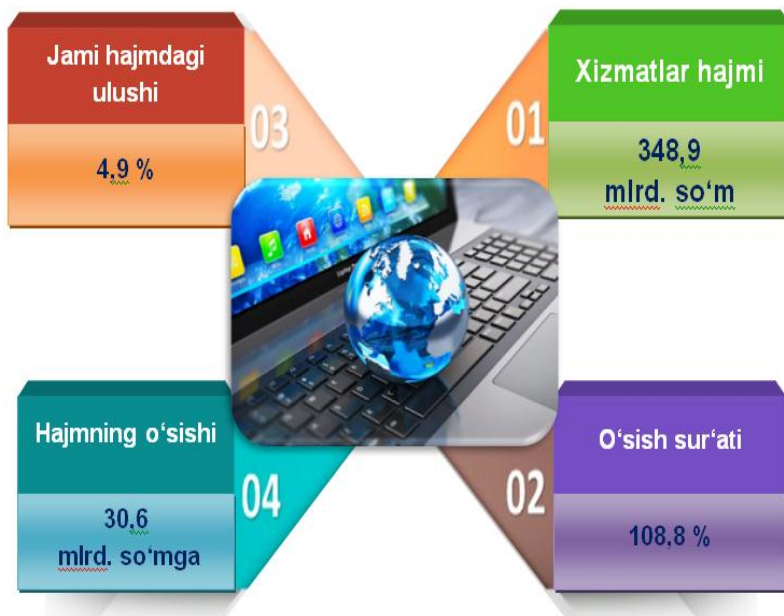 Jami hajmdagi
ulushi
4,9 %
03
01
Xizmatlar hajmi
348,9
mlrd. so‘m
Hajmning o‘sishi
30,6
mlrd. so‘mga
04
02
O‘sish sur‘ati
108,8 %